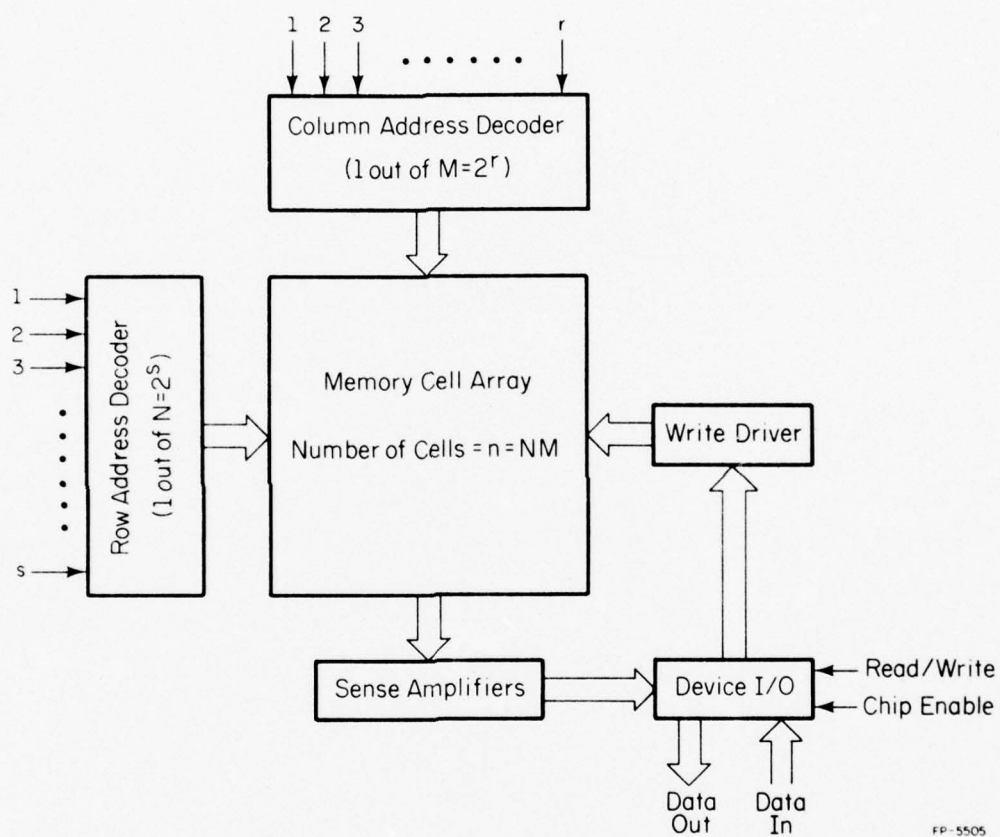 1 2 3 . . . . . . r
Column Address Decoder
(1 out of M=2^r)
1
2
3
s
Row Address Decoder
(1 out of N=2^s)
Memory Cell Array
Number of Cells = n = NM
Write Driver
Sense Amplifiers
Device I/O
Read/Write
Chip Enable
Data
Out
Data
In
FP-5505